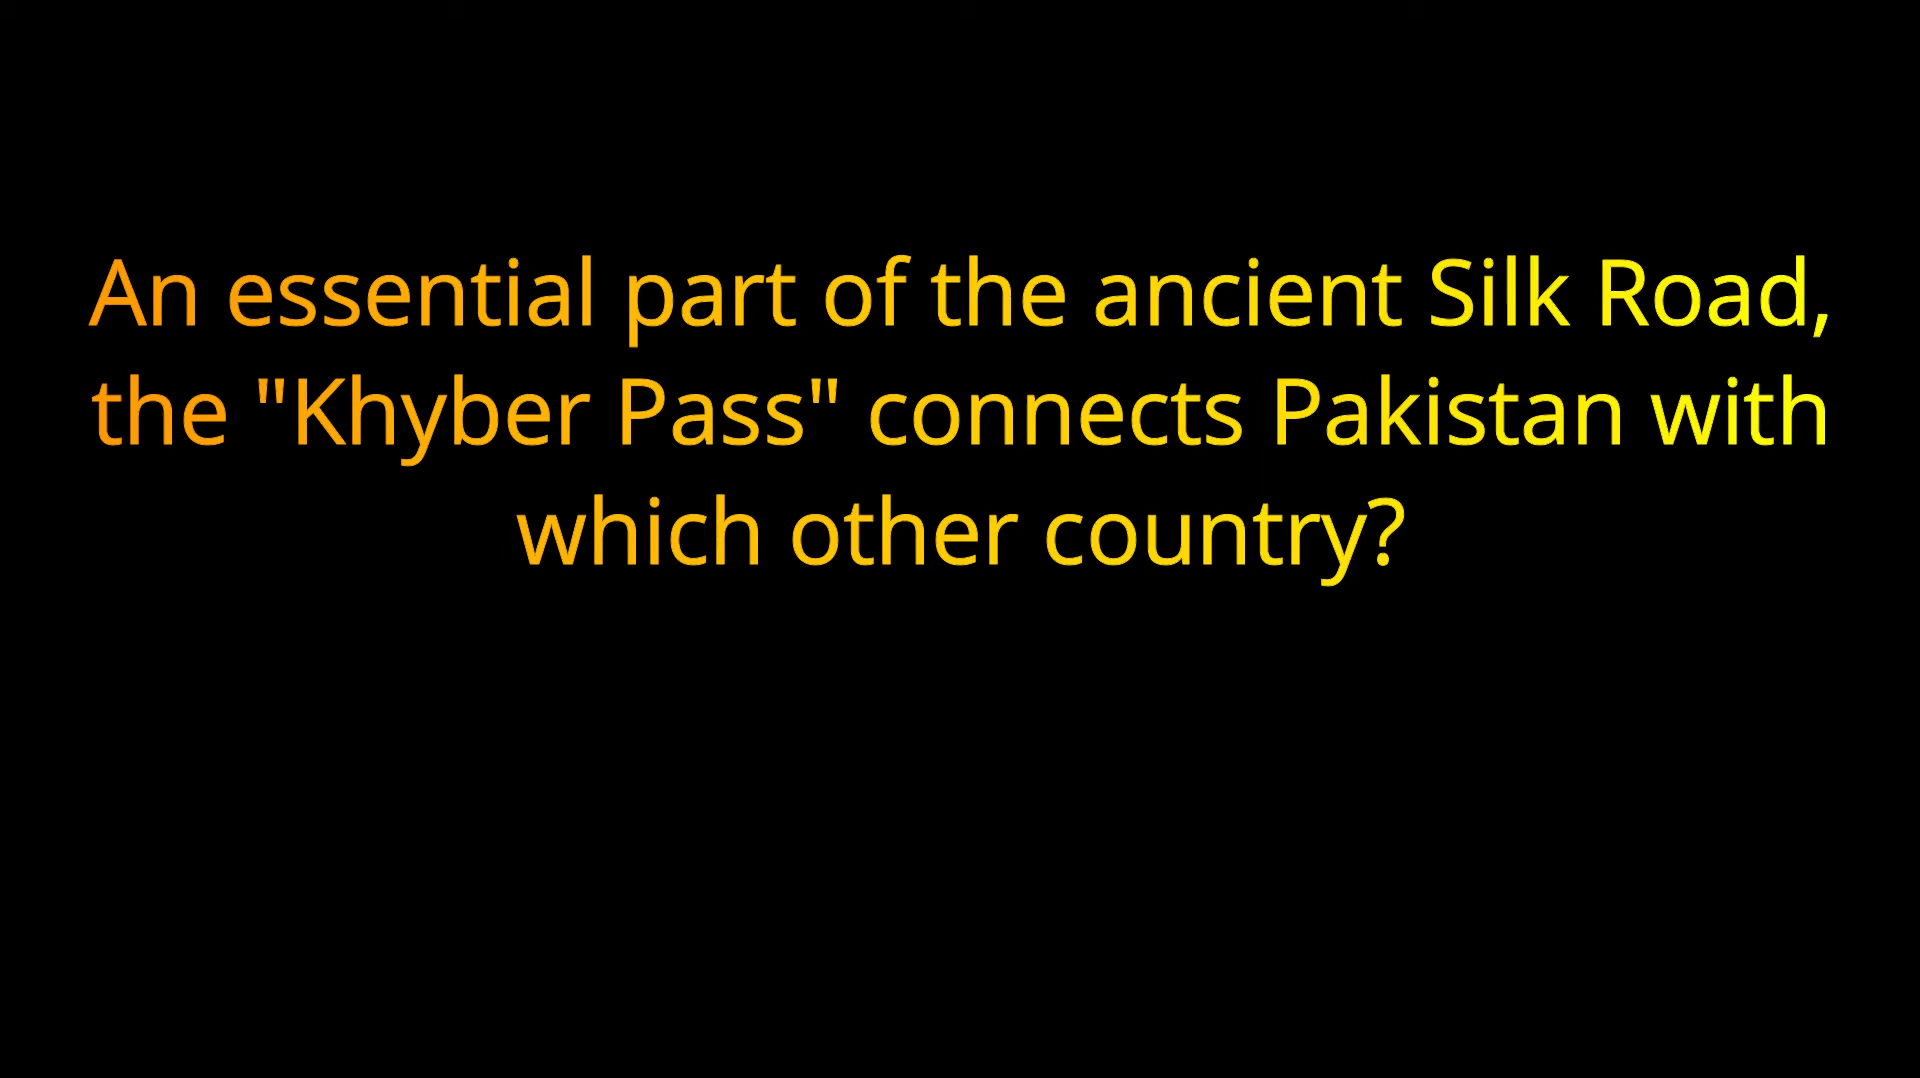 An essential part of the ancient Silk Road,
the "Khyber Pass" connects Pakistan with
which other country?